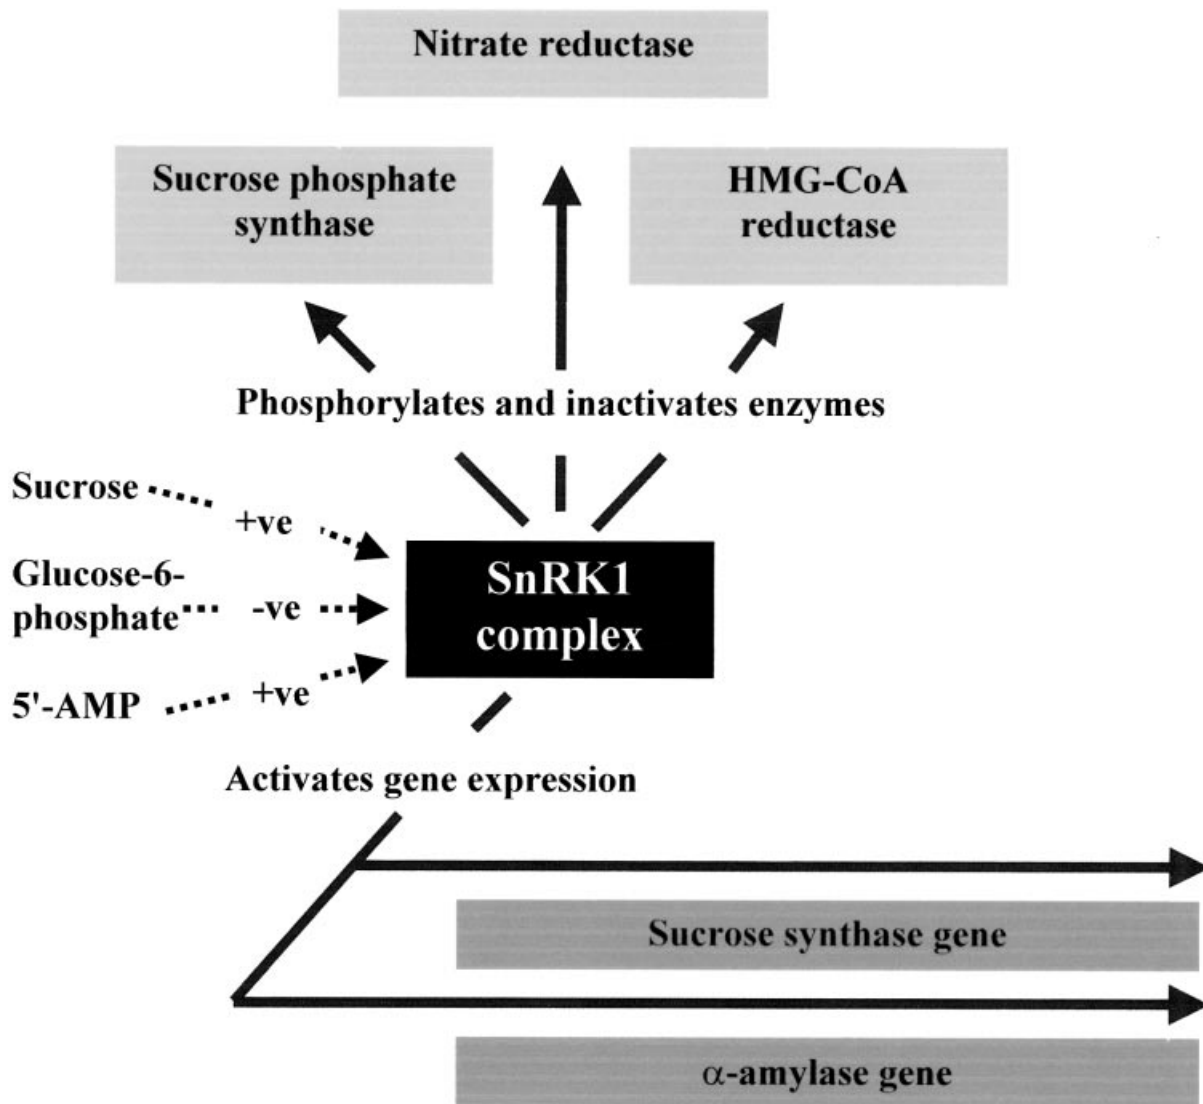 Nitrate reductase
Sucrose phosphate
synthase
HMG-CoA
reductase
Phosphorylates and inactivates enzymes
Sucrose
+ve
Glucose-6-
phosphate
-ve
5'-AMP
+ve
SnRK1
complex
Activates gene expression
Sucrose synthase gene
α-amylase gene